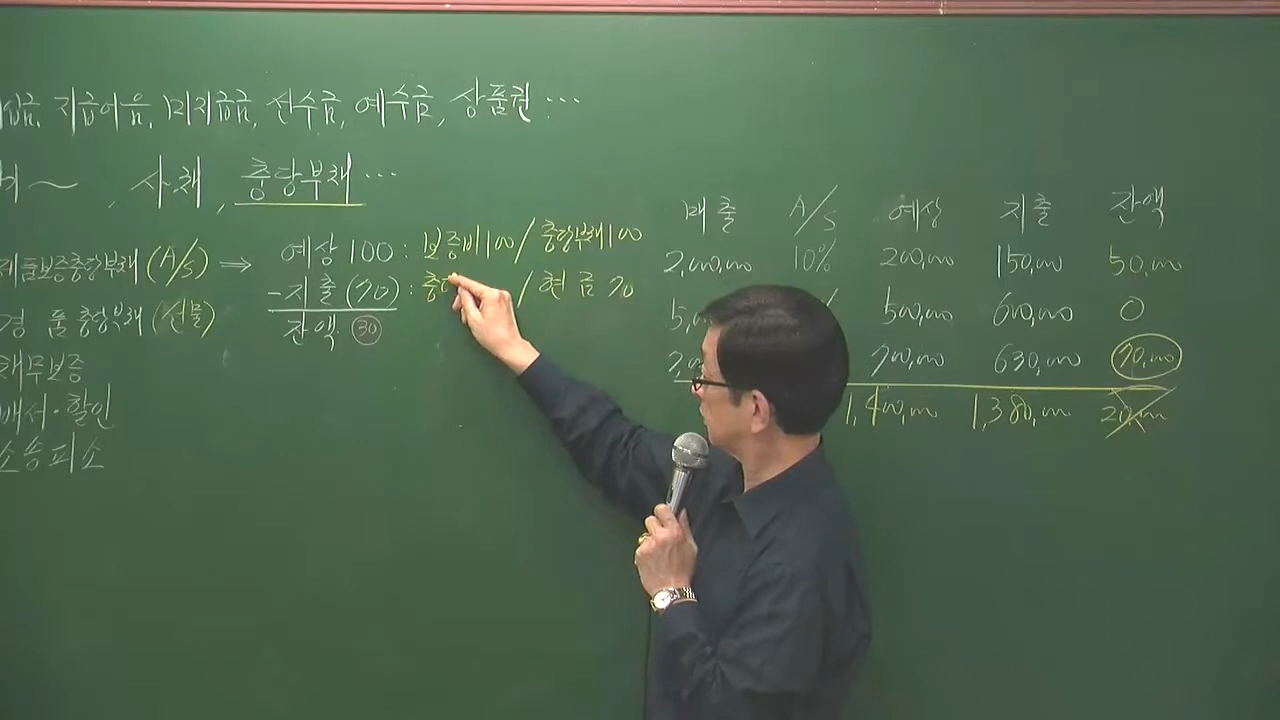 지급어음, 미지급금, 선수금, 예수금, 상품권 ...
~, 사채, 충당부채 ...
제품보증충당부채 (A/S) ⇒
예상 100 : 보증비 100 / 충당부채 100
- 지출 (70) : 충 / 현금 70
잔액 30
경품충당부채 (선물)
채무보증
배서·할인
소송피소
매출 A/S 예상 지출 잔액
2,000,000 10% 200,000 150,000 50,000
500,000 600,000 0
700,000 630,000 70,000
1,400,000 1,380,000 20,000